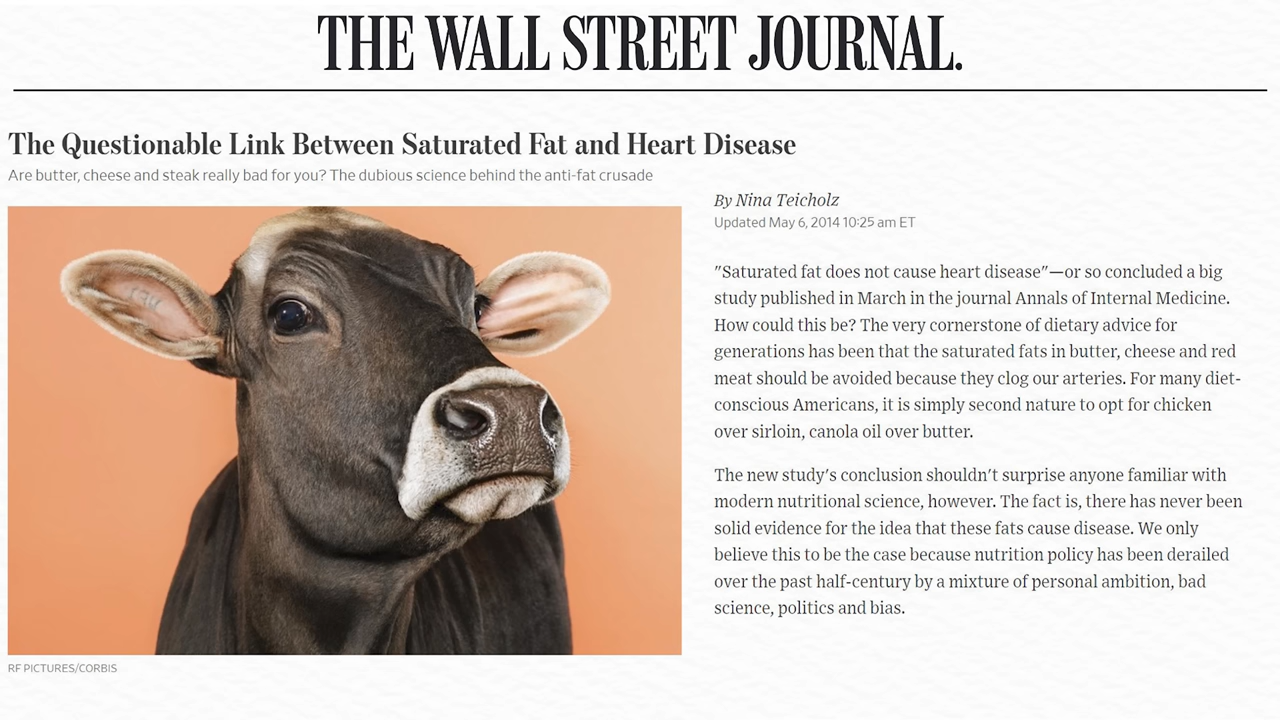 THE WALL STREET JOURNAL.
The Questionable Link Between Saturated Fat and Heart Disease
Are butter, cheese and steak really bad for you? The dubious science behind the anti-fat crusade
By Nina Teicholz
Updated May 6, 2014 10:25 am ET
"Saturated fat does not cause heart disease"—or so concluded a big
study published in March in the journal Annals of Internal Medicine.
How could this be? The very cornerstone of dietary advice for
generations has been that the saturated fats in butter, cheese and red
meat should be avoided because they clog our arteries. For many diet-
conscious Americans, it is simply second nature to opt for chicken
over sirloin, canola oil over butter.
The new study's conclusion shouldn't surprise anyone familiar with
modern nutritional science, however. The fact is, there has never been
solid evidence for the idea that these fats cause disease. We only
believe this to be the case because nutrition policy has been derailed
over the past half-century by a mixture of personal ambition, bad
science, politics and bias.
RF PICTURES/CORBIS